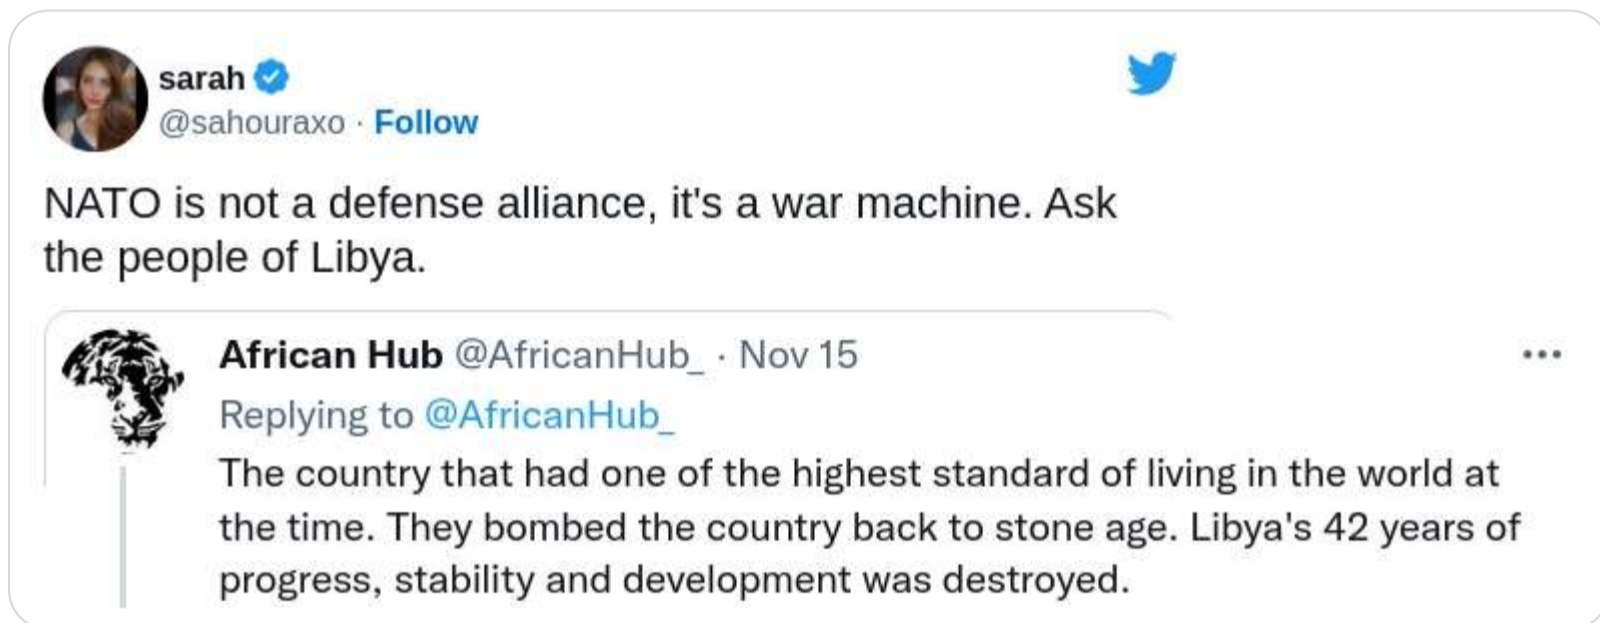 sarah
@sahouraxo · Follow
NATO is not a defense alliance, it's a war machine. Ask
the people of Libya.
African Hub @AfricanHub_ · Nov 15
Replying to @AfricanHub_
The country that had one of the highest standard of living in the world at
the time. They bombed the country back to stone age. Libya's 42 years of
progress, stability and development was destroyed.